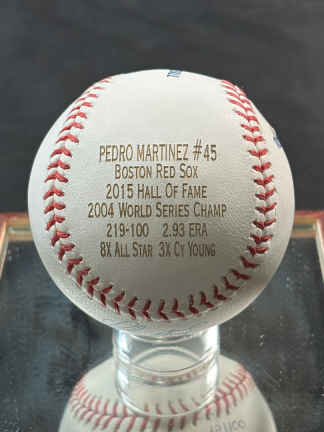 PEDRO MARTINEZ #45
BOSTON RED SOX
2015 HALL OF FAME
2004 WORLD SERIES CHAMP
219-100 2.93 ERA
8X ALL STAR 3X CY YOUNG